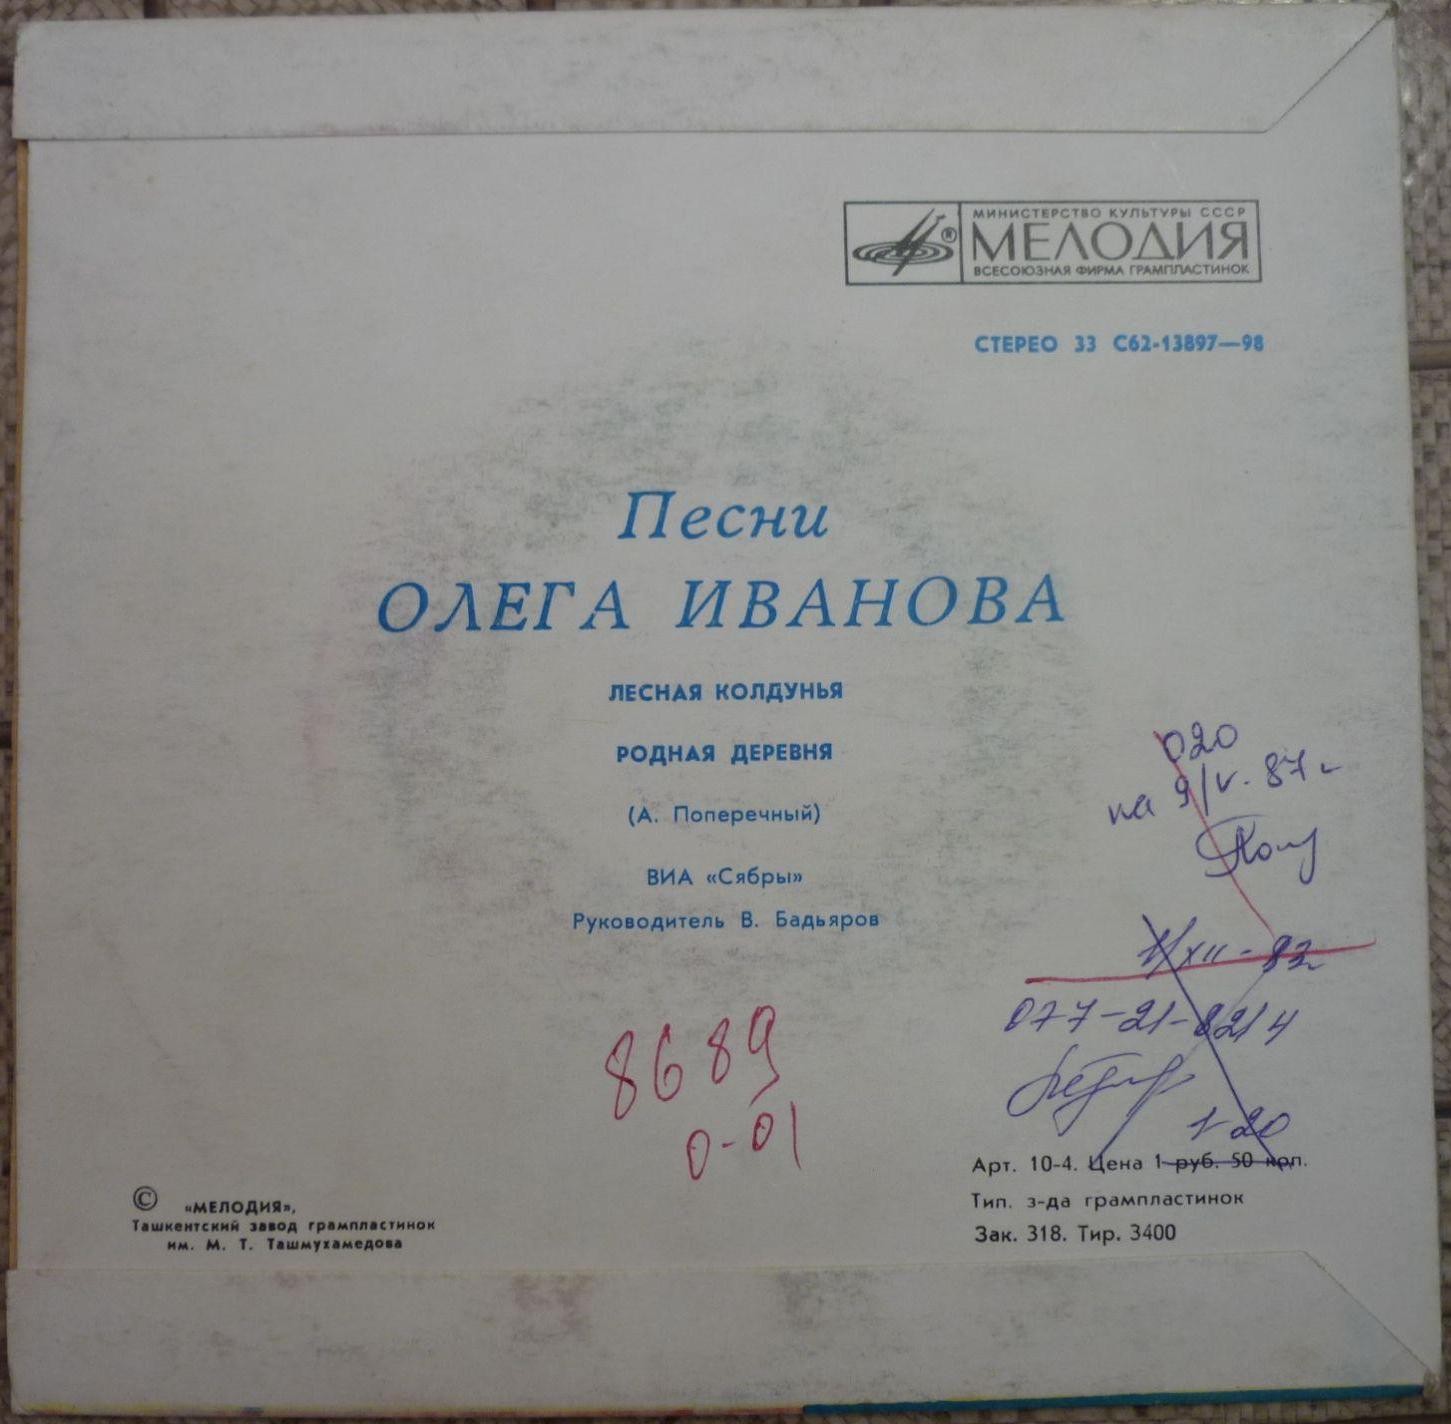 МИНИСТЕРСТВО КУЛЬТУРЫ СССР
МЕЛОДИЯ
ВСЕСОЮЗНАЯ ФИРМА ГРАМПЛАСТИНОК
СТЕРЕО 33 С62-13897—98
Песни
ОЛЕГА ИВАНОВА
ЛЕСНАЯ КОЛДУНЬЯ
РОДНАЯ ДЕРЕВНЯ
(А. Поперечный)
ВИА «Сябры»
Руководитель В. Бадьяров
020
на 9/V. 87 г
1/XII - 82
077-21-8214
8689
0-01
1-20
Арт. 10-4. Цена 1 руб. 50 коп.
Тип. з-да грампластинок
Зак. 318. Тир. 3400
© «МЕЛОДИЯ»,
Ташкентский завод грампластинок
им. М. Т. Ташмухамедова